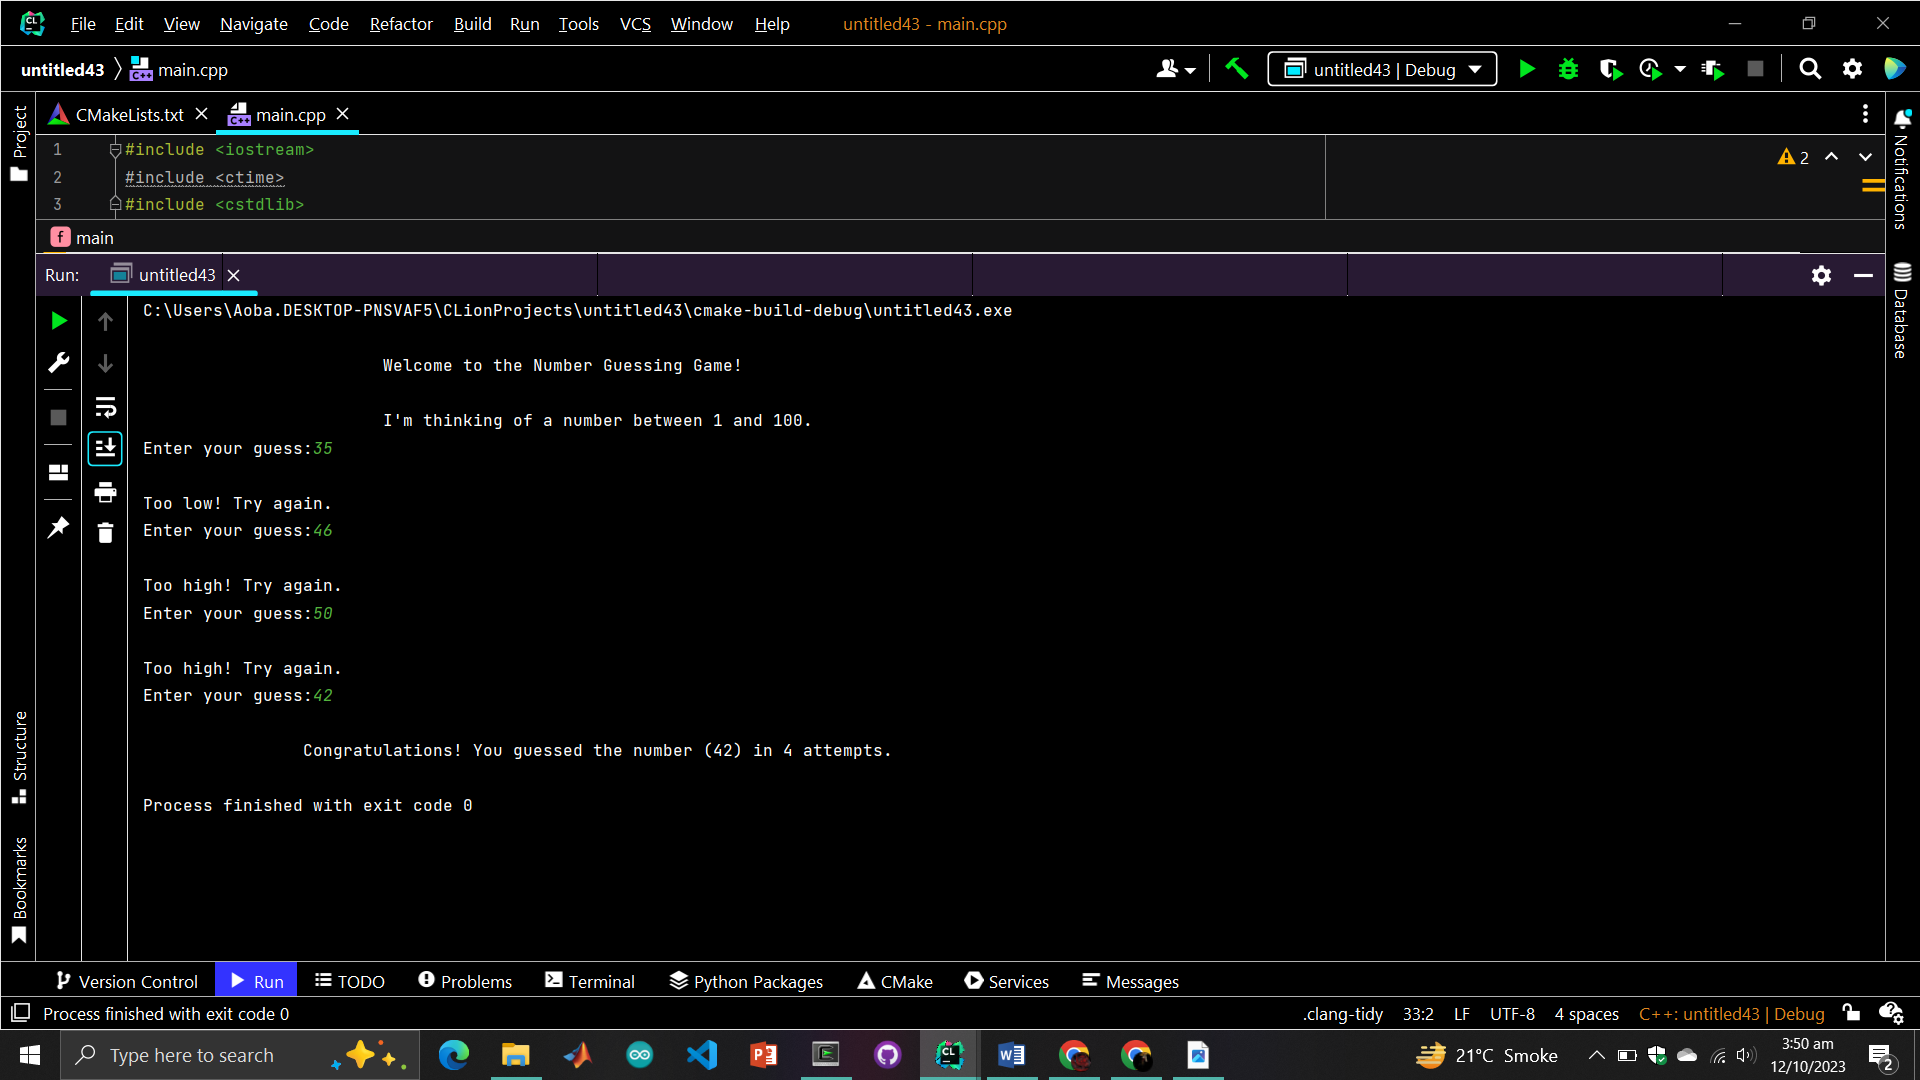 File Edit View Navigate Code Refactor Build Run Tools VCS Window Help untitled43 - main.cpp
untitled43 main.cpp untitled43 | Debug
CMakeLists.txt main.cpp
Project
Notifications
Database
1 #include <iostream>
2 #include <ctime>
3 #include <cstdlib>
2
f main
Run: untitled43
C:\Users\Aoba.DESKTOP-PNSVAF5\CLionProjects\untitled43\cmake-build-debug\untitled43.exe
Welcome to the Number Guessing Game!
I'm thinking of a number between 1 and 100.
Enter your guess:35
Too low! Try again.
Enter your guess:46
Too high! Try again.
Enter your guess:50
Too high! Try again.
Enter your guess:42
Congratulations! You guessed the number (42) in 4 attempts.
Process finished with exit code 0
Structure
Bookmarks
Version Control Run TODO Problems Terminal Python Packages CMake Services Messages
Process finished with exit code 0 .clang-tidy 33:2 LF UTF-8 4 spaces C++: untitled43 | Debug
Type here to search 21°C Smoke 3:50 am
12/10/2023 2